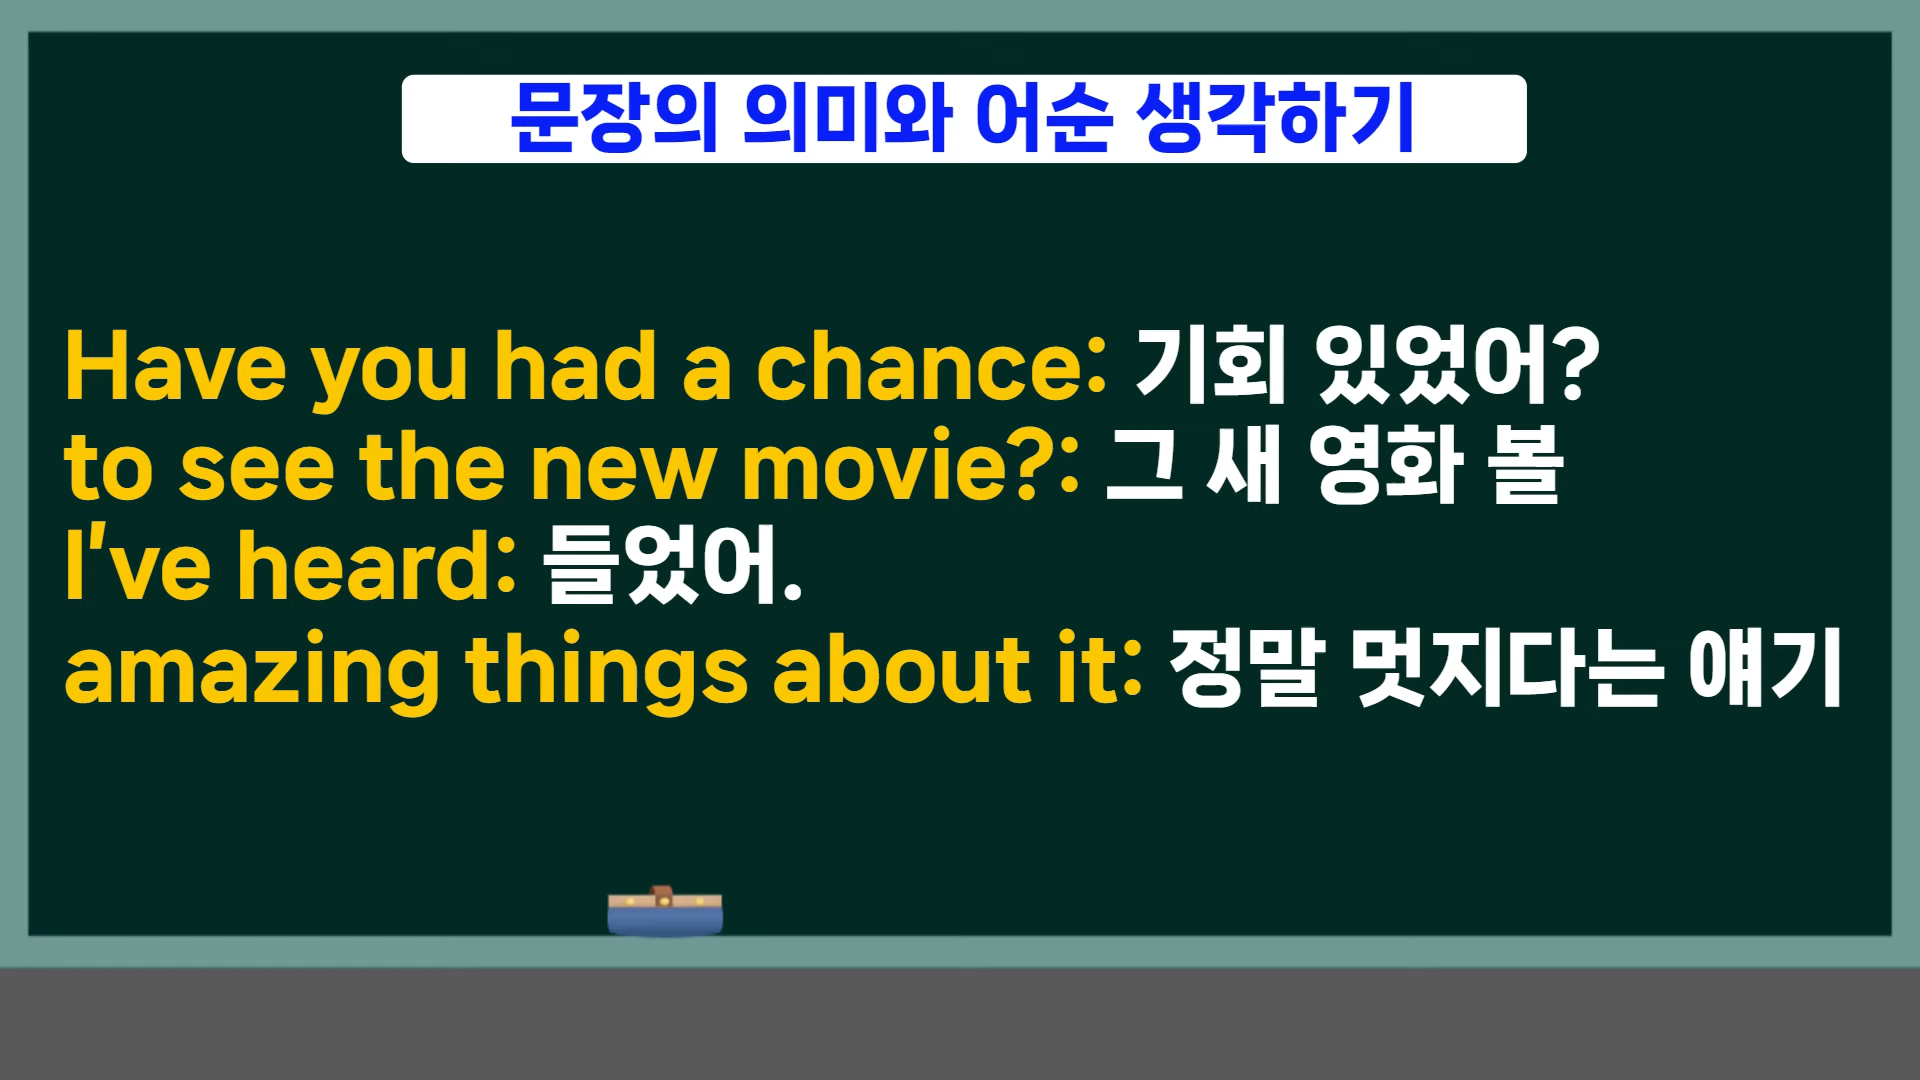 문장의 의미와 어순 생각하기
Have you had a chance: 기회 있었어?
to see the new movie?: 그 새 영화 볼
I've heard: 들었어.
amazing things about it: 정말 멋지다는 얘기